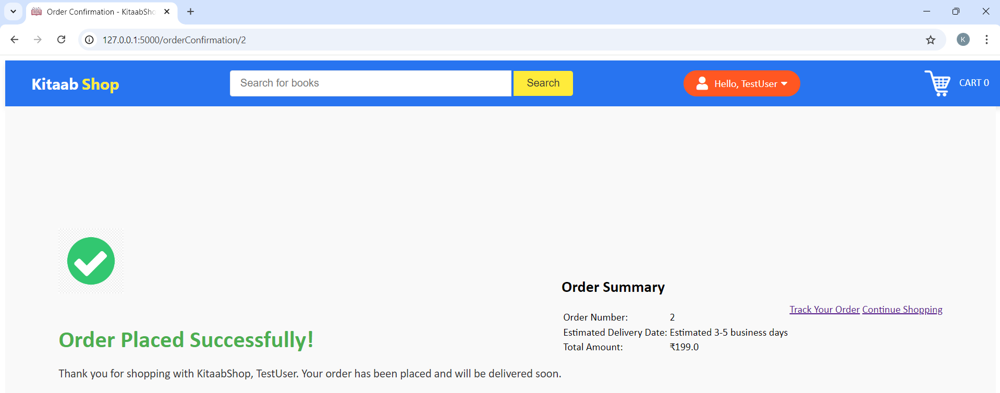 Order Confirmation - KitaabSho
127.0.0.1:5000/orderConfirmation/2
K
Kitaab Shop
Search for books
Search
Hello, TestUser
CART 0
Order Placed Successfully!
Thank you for shopping with KitaabShop, TestUser. Your order has been placed and will be delivered soon.
Order Summary
Order Number: 2
Estimated Delivery Date: Estimated 3-5 business days
Total Amount: ₹199.0
Track Your Order Continue Shopping